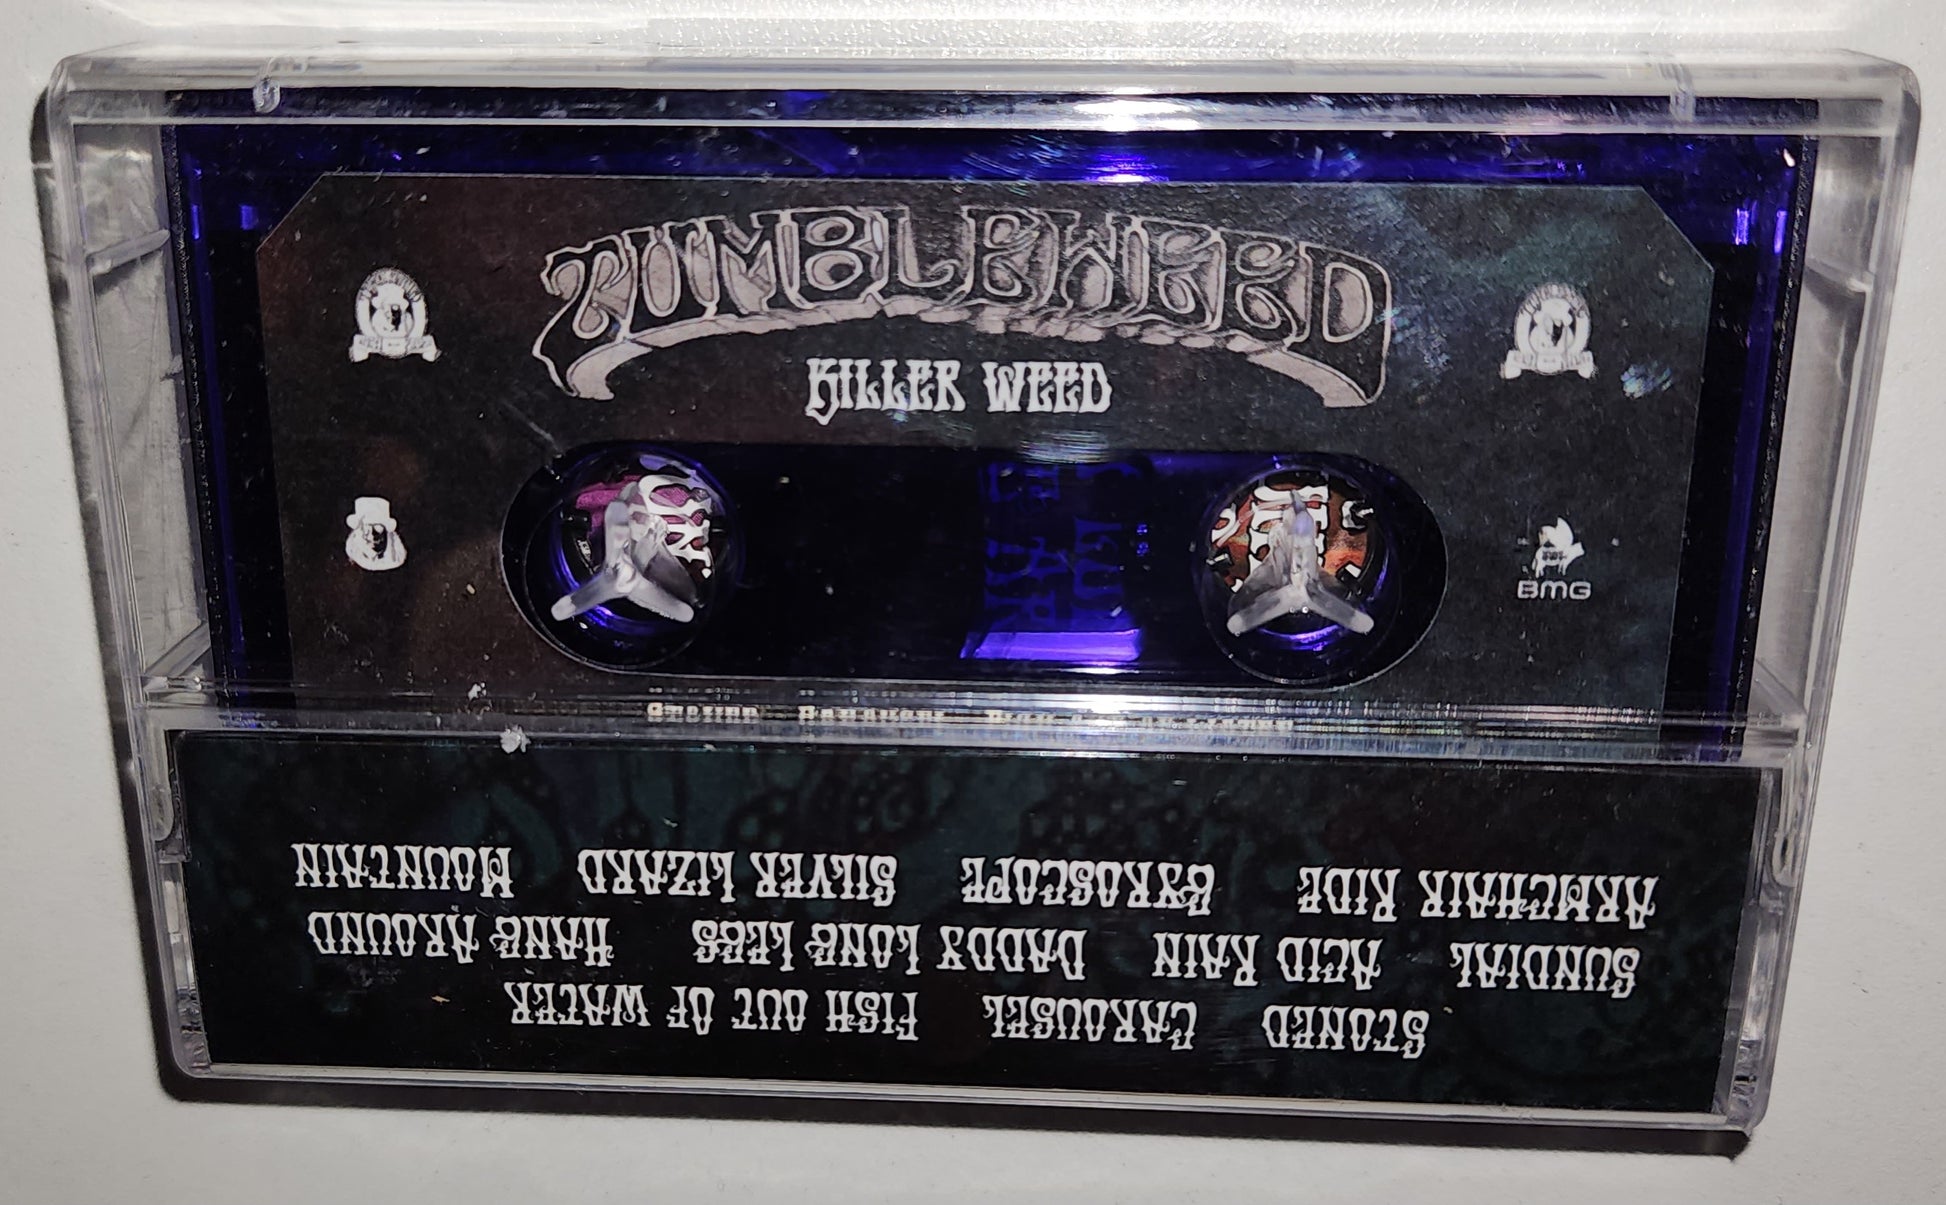 TUMBLEWEED
KILLER WEED
BMG
STONED CAROUSEL FISH OUT OF WATER
SUNDIAL ACID RAIN DADDY LONG LEGS HANG AROUND
ARMCHAIR RIDE GYROSCOPE SILVER LIZARD MOUNTAIN